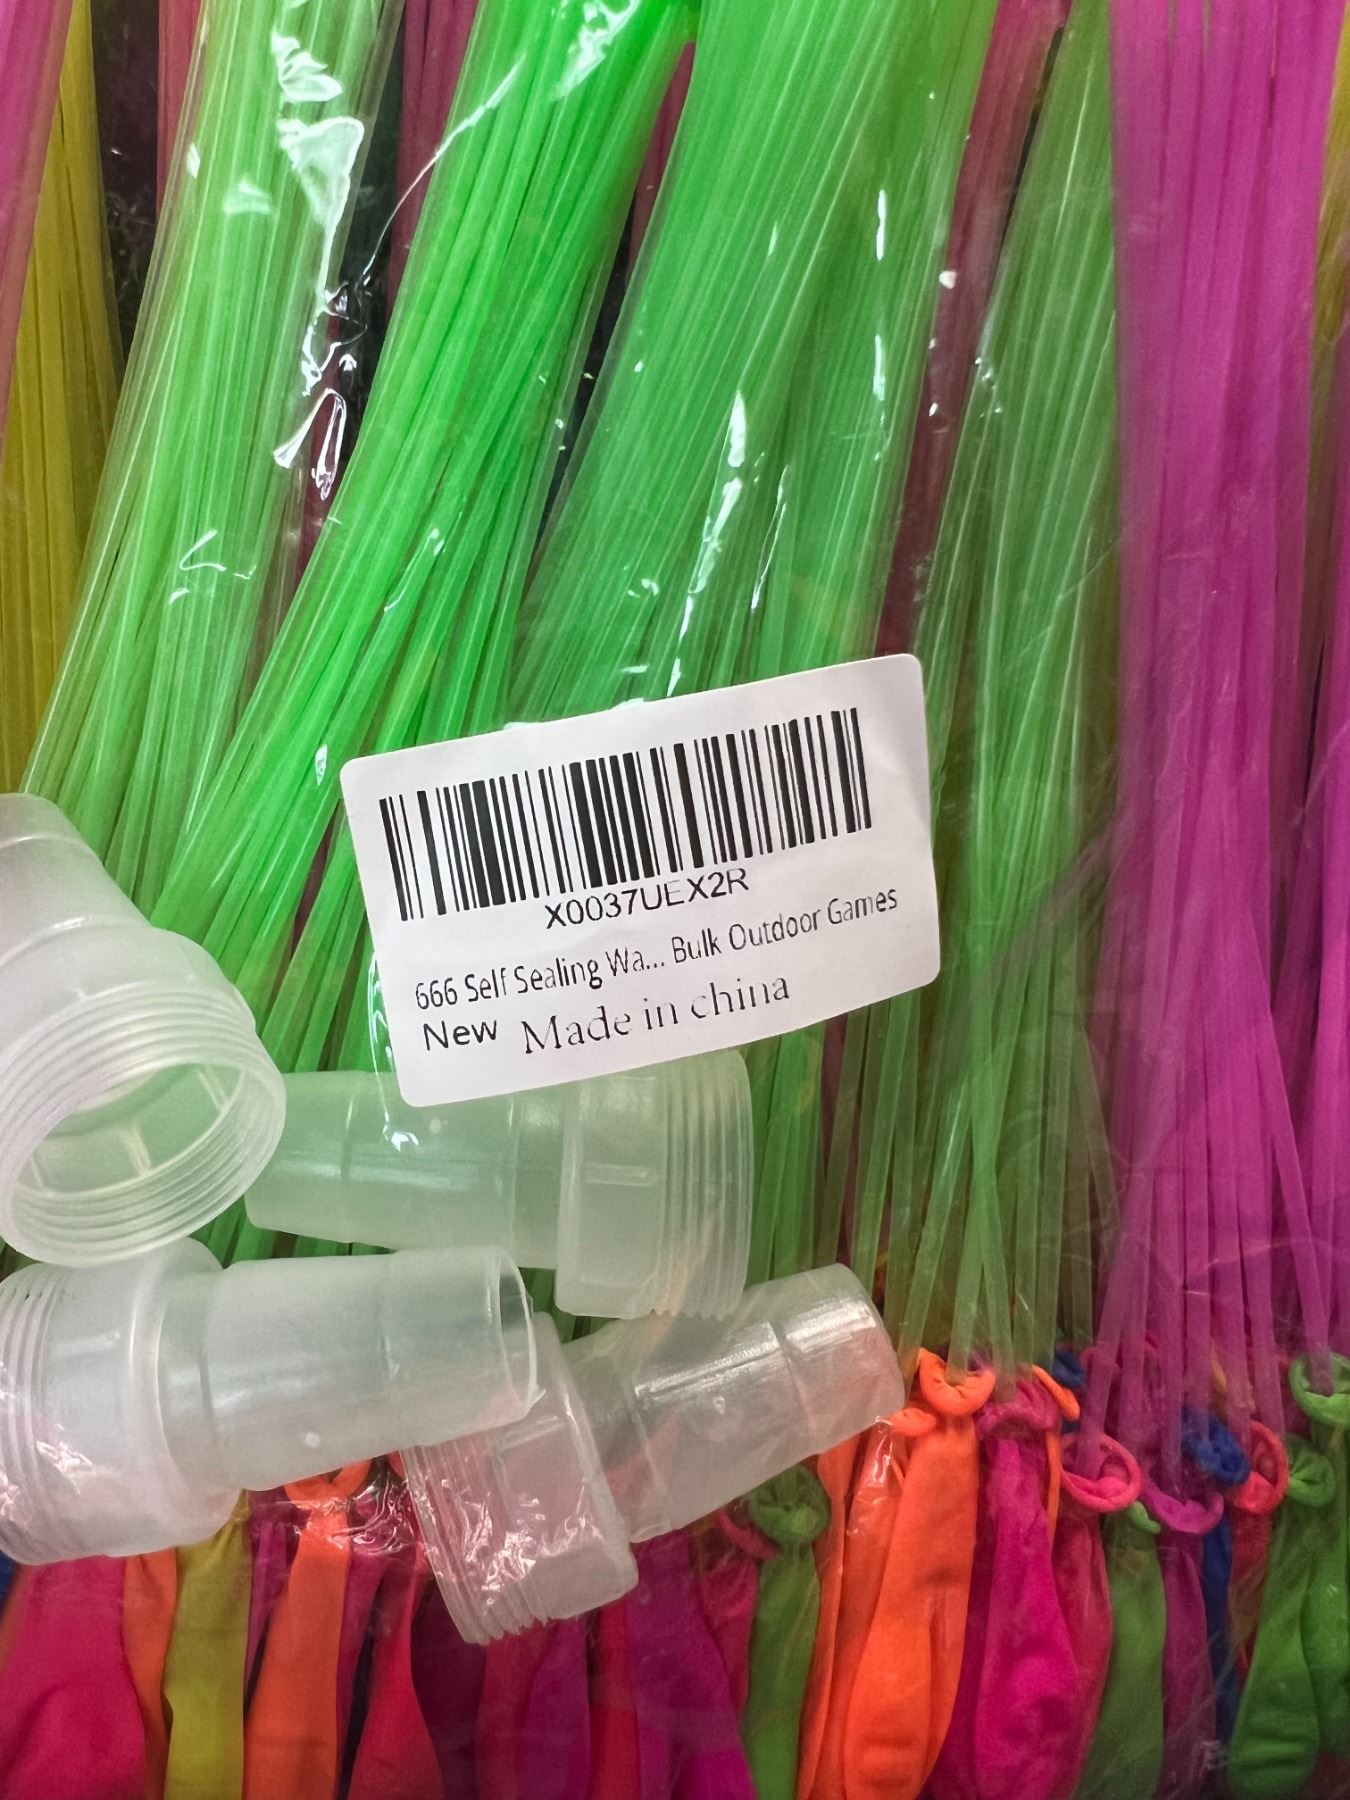 X0037UEX2R
666 Self Sealing Wa... Bulk Outdoor Games
New Made in china